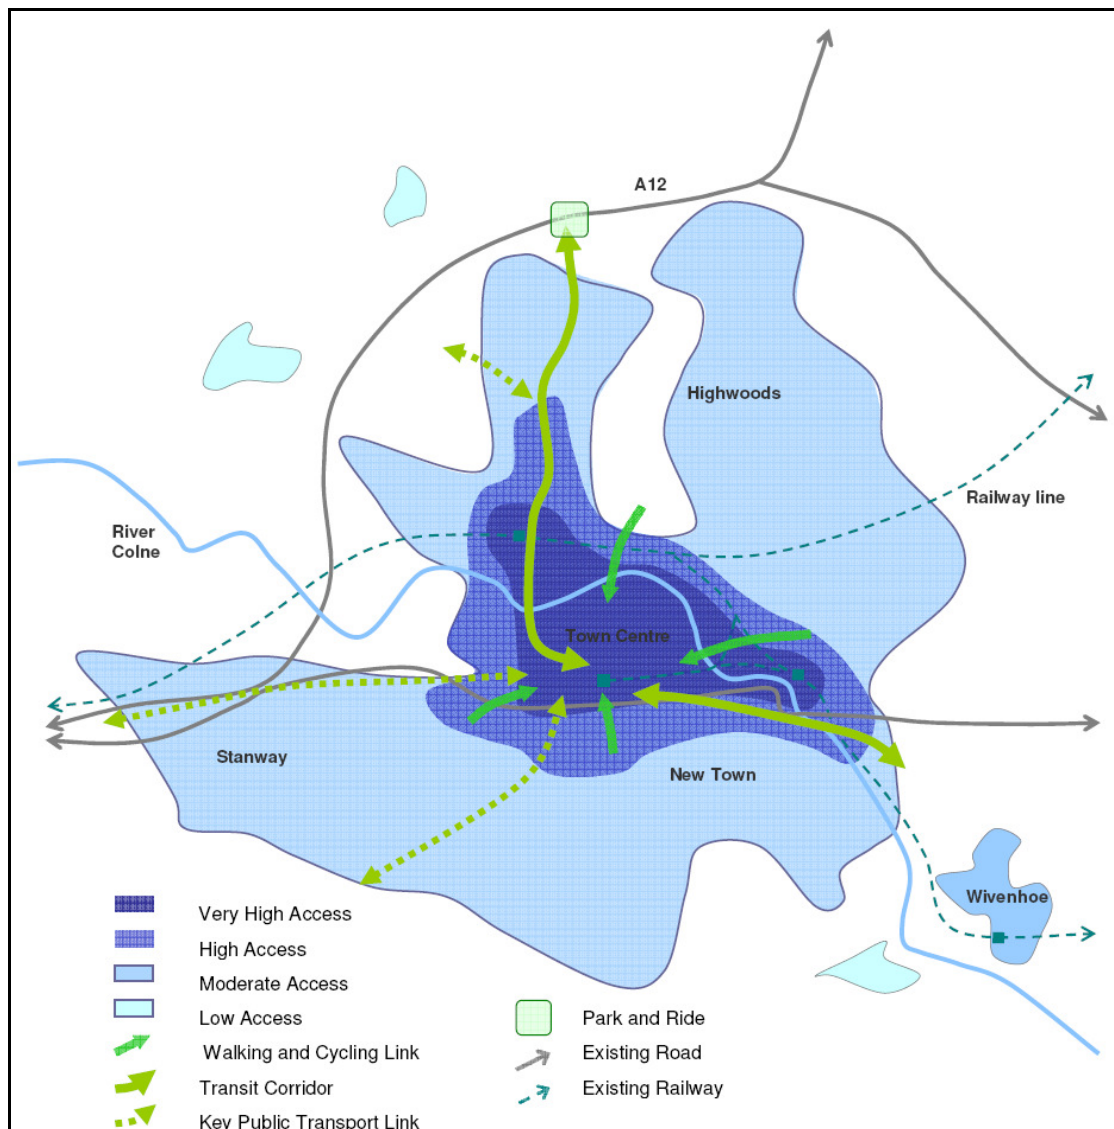 A12
Highwoods
Railway line
River
Colne
Town Centre
Stanway
New Town
Wivenhoe
Very High Access
High Access
Moderate Access
Low Access
Walking and Cycling Link
Transit Corridor
Key Public Transport Link
Park and Ride
Existing Road
Existing Railway